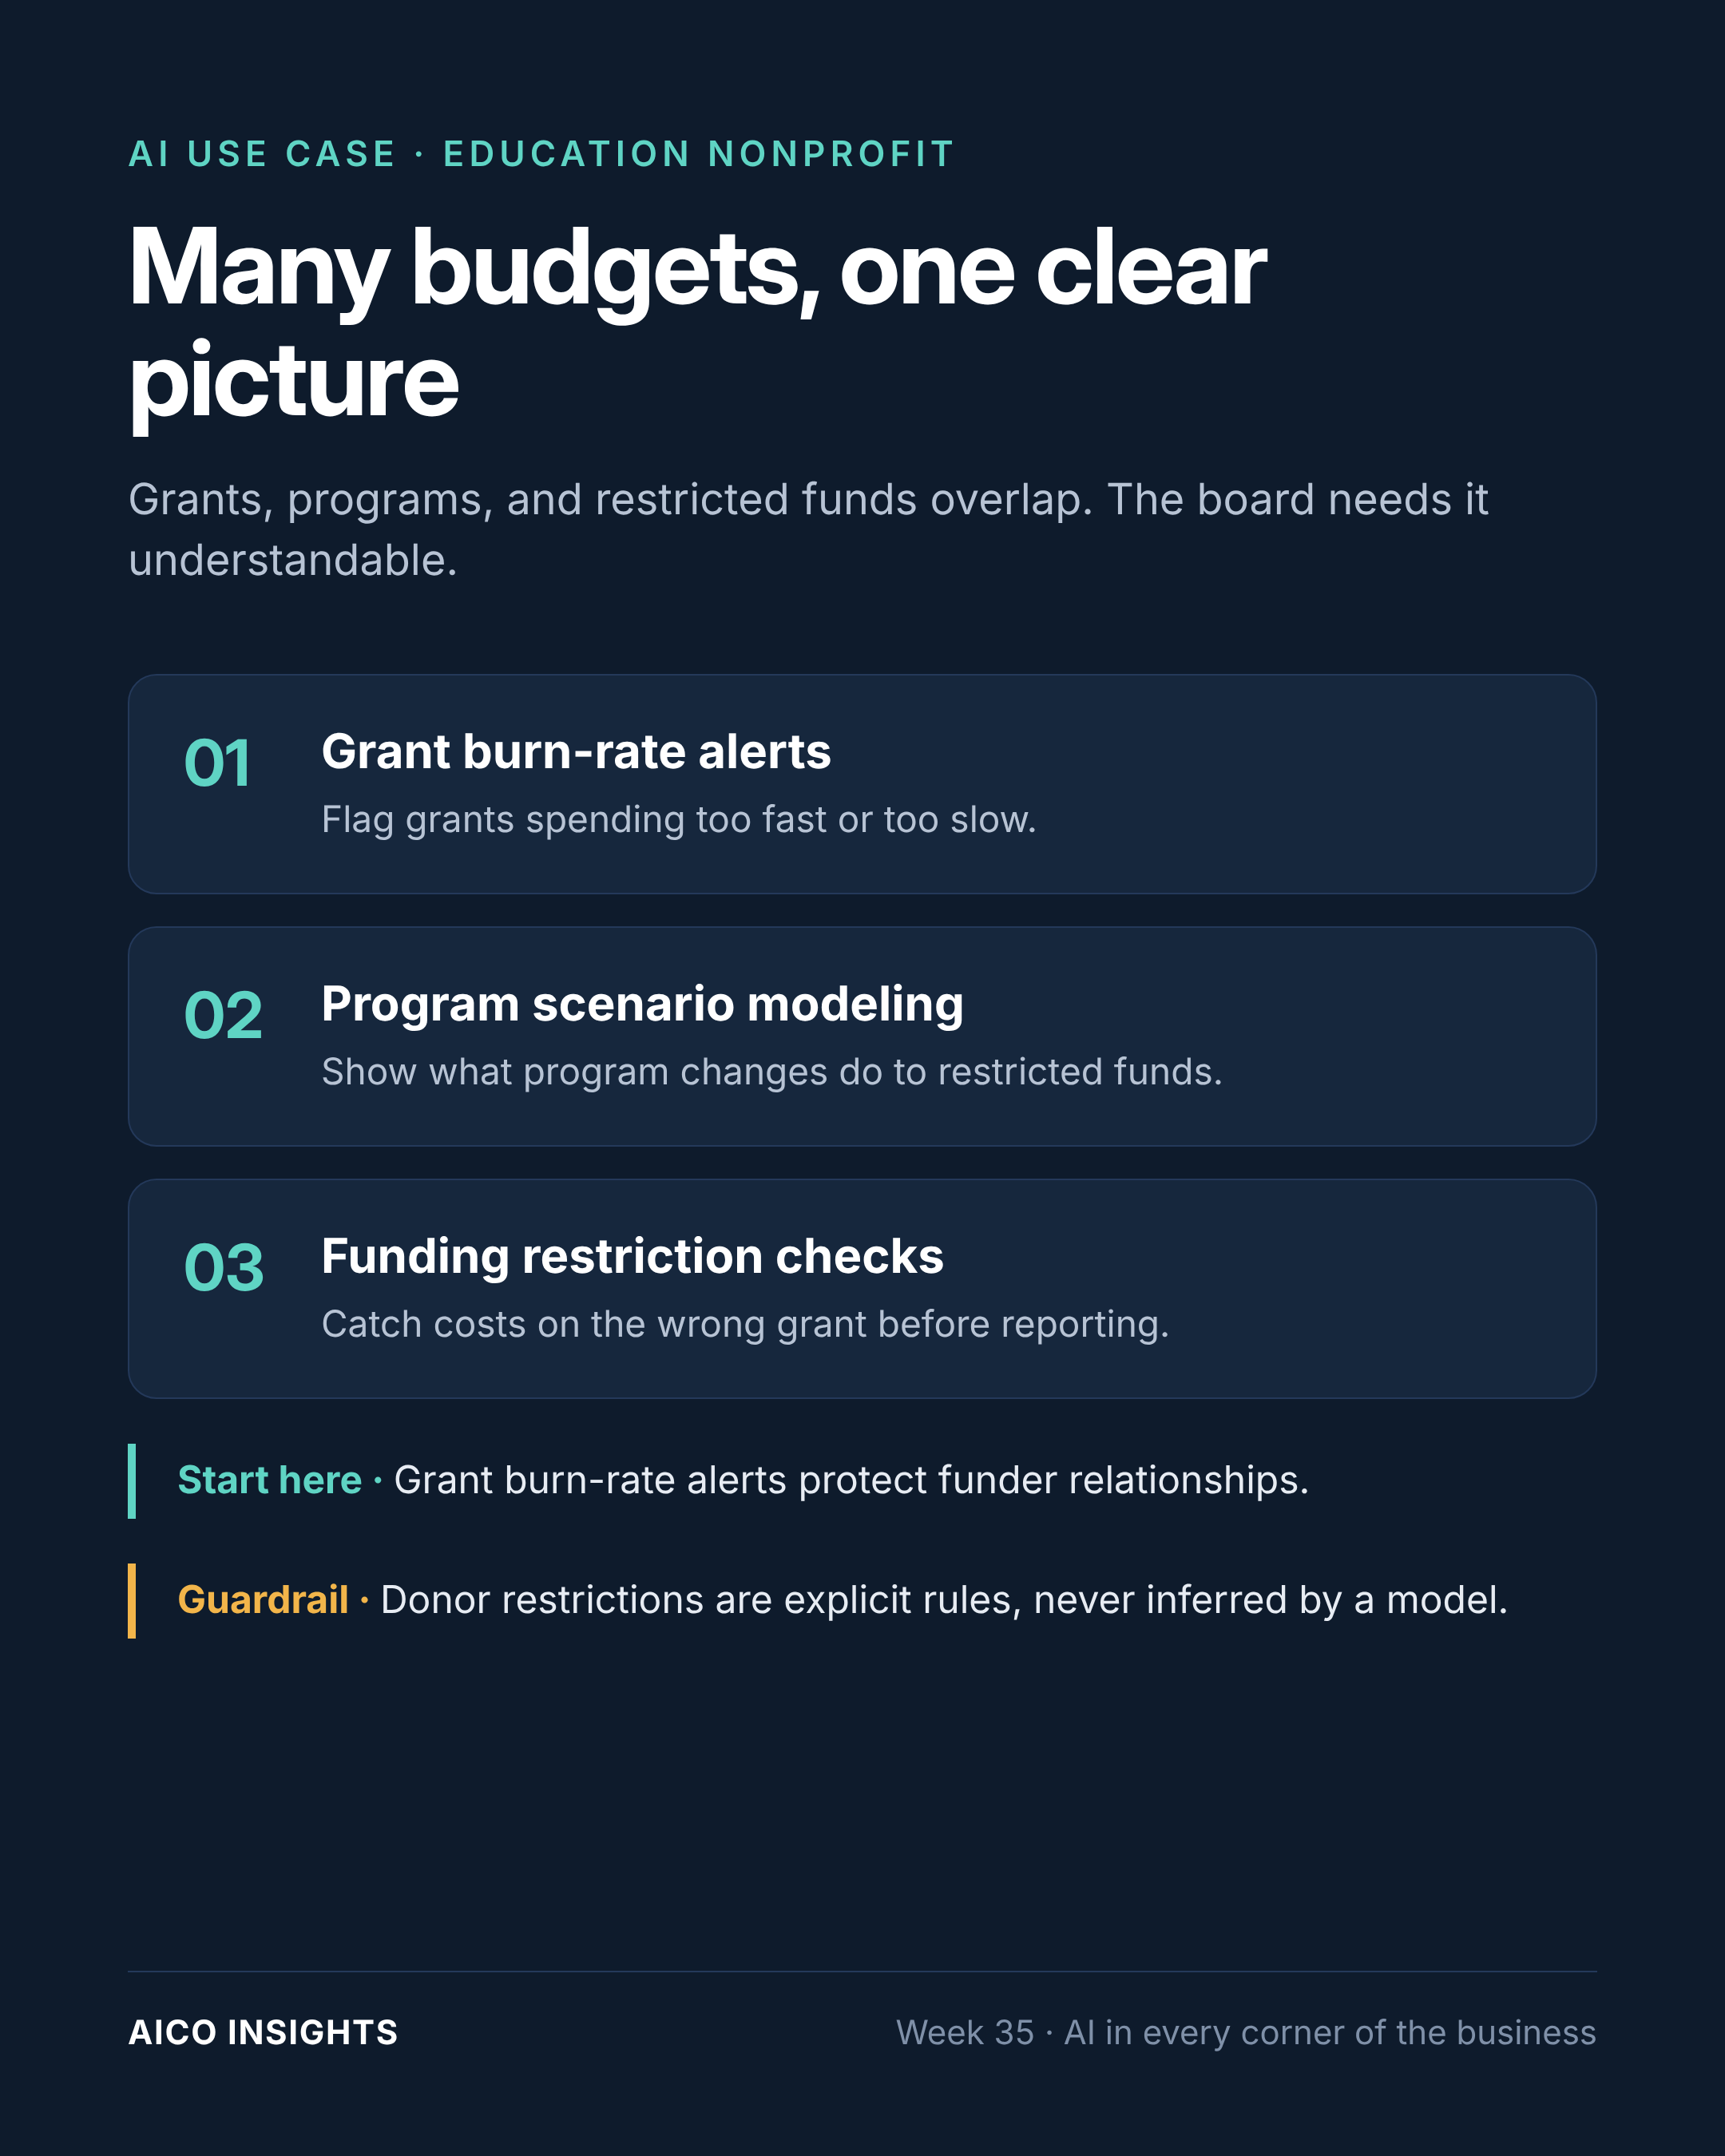 AI USE CASE · EDUCATION NONPROFIT
Many budgets, one clear
picture
Grants, programs, and restricted funds overlap. The board needs it
understandable.
01
Grant burn-rate alerts
Flag grants spending too fast or too slow.
02
Program scenario modeling
Show what program changes do to restricted funds.
03
Funding restriction checks
Catch costs on the wrong grant before reporting.
Start here · Grant burn-rate alerts protect funder relationships.
Guardrail · Donor restrictions are explicit rules, never inferred by a model.
AICO INSIGHTS
Week 35 · AI in every corner of the business